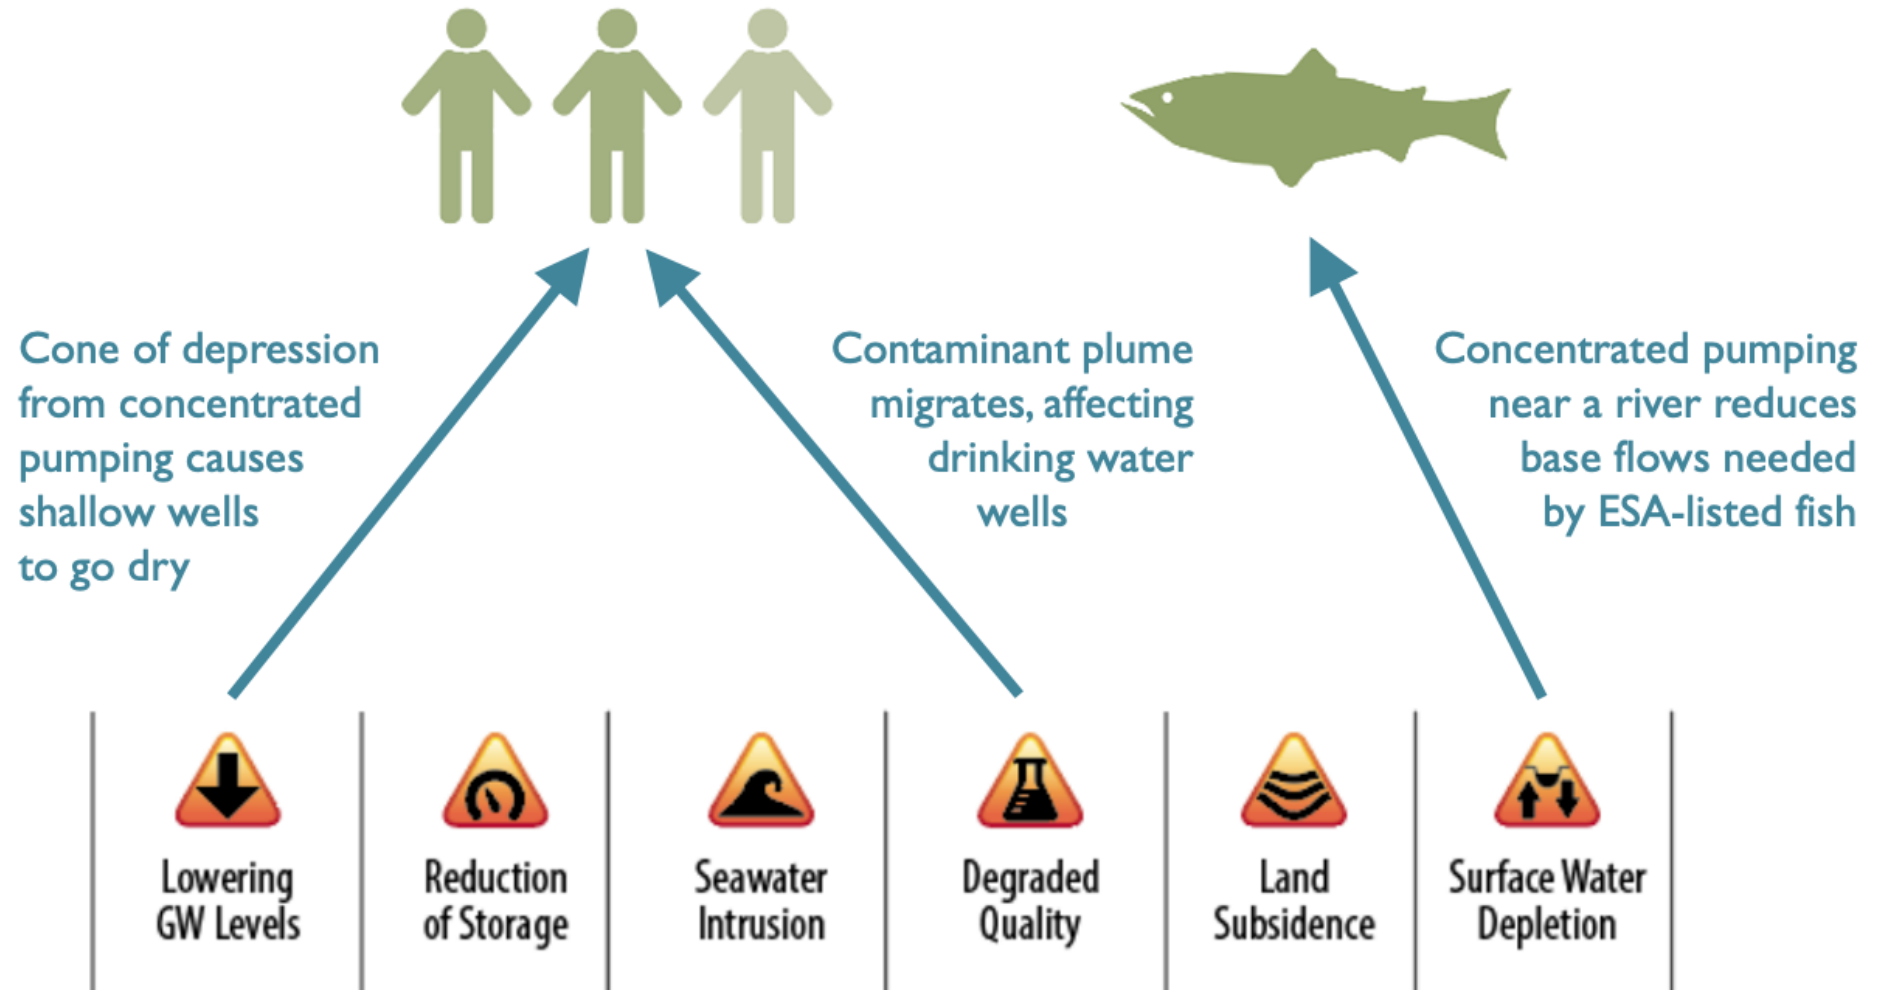 Cone of depression
from concentrated
pumping causes
shallow wells
to go dry
Contaminant plume
migrates, affecting
drinking water
wells
Concentrated pumping
near a river reduces
base flows needed
by ESA-listed fish
Lowering
GW Levels
Reduction
of Storage
Seawater
Intrusion
Degraded
Quality
Land
Subsidence
Surface Water
Depletion